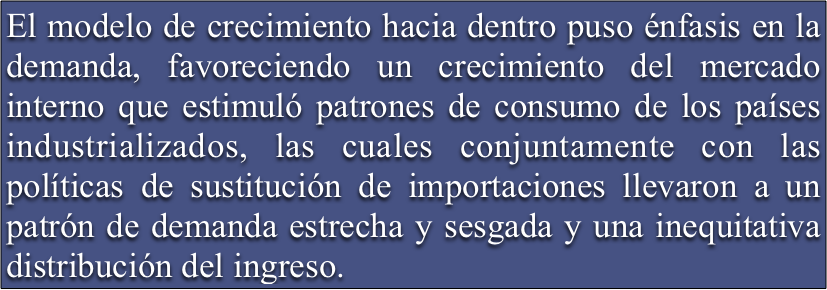 El modelo de crecimiento hacia dentro puso énfasis en la
demanda, favoreciendo un crecimiento del mercado
interno que estimuló patrones de consumo de los países
industrializados, las cuales conjuntamente con las
políticas de sustitución de importaciones llevaron a un
patrón de demanda estrecha y sesgada y una inequitativa
distribución del ingreso.